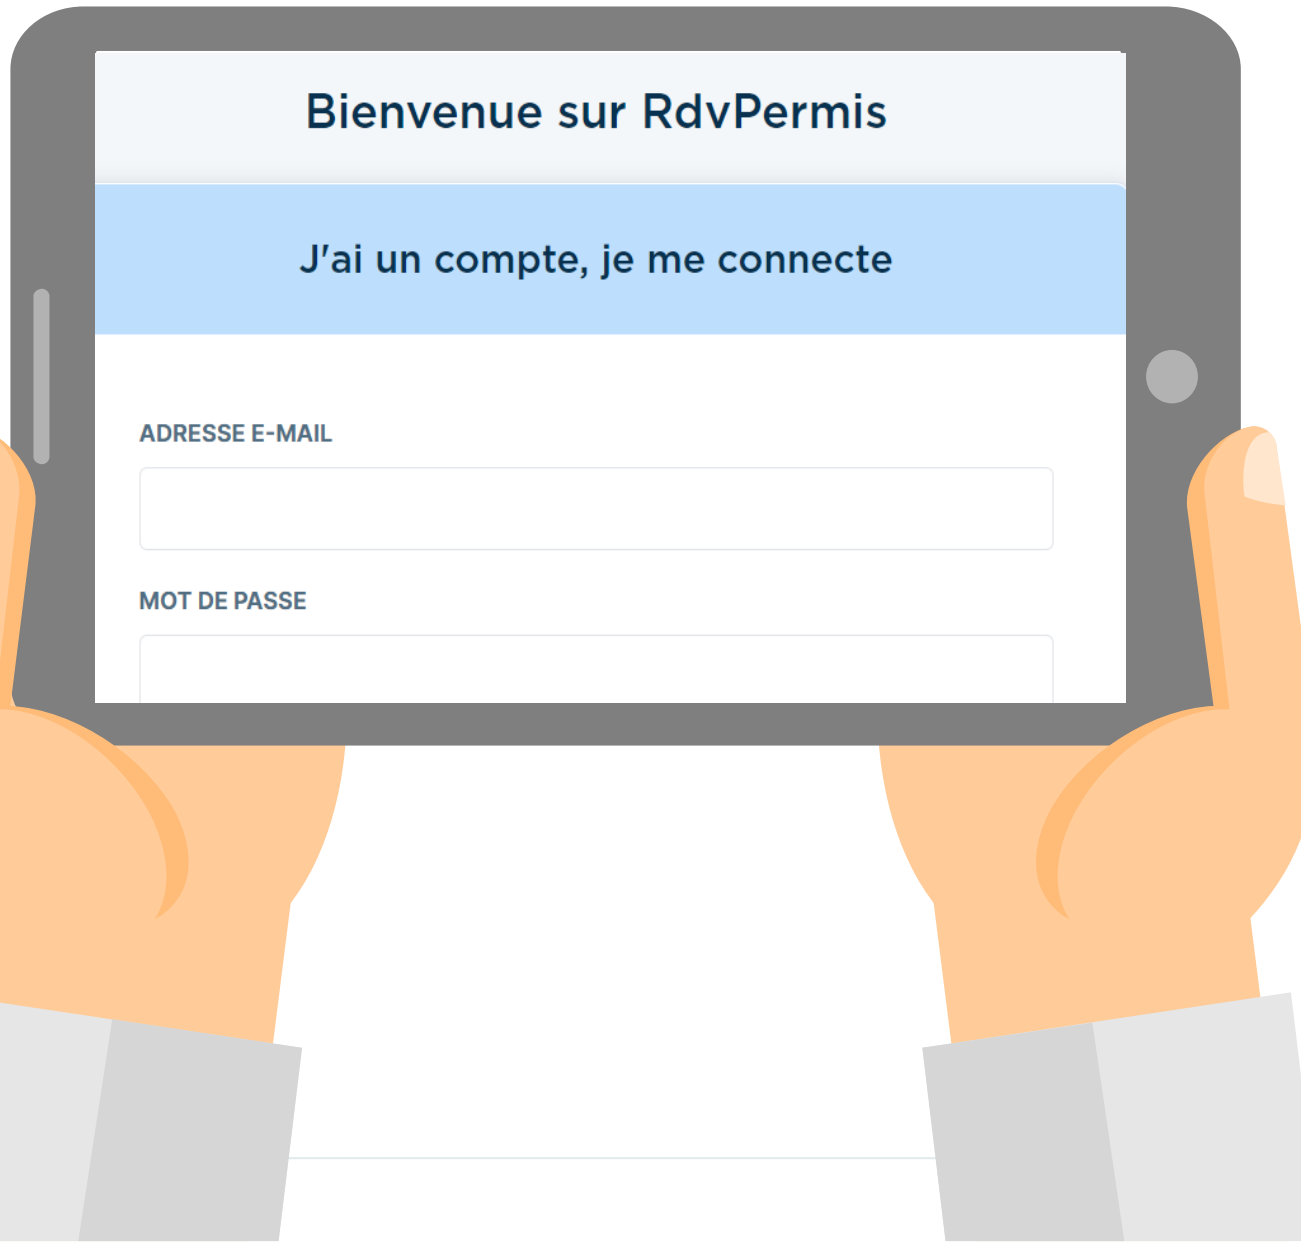 Bienvenue sur RdvPermis
J'ai un compte, je me connecte
ADRESSE E-MAIL
MOT DE PASSE